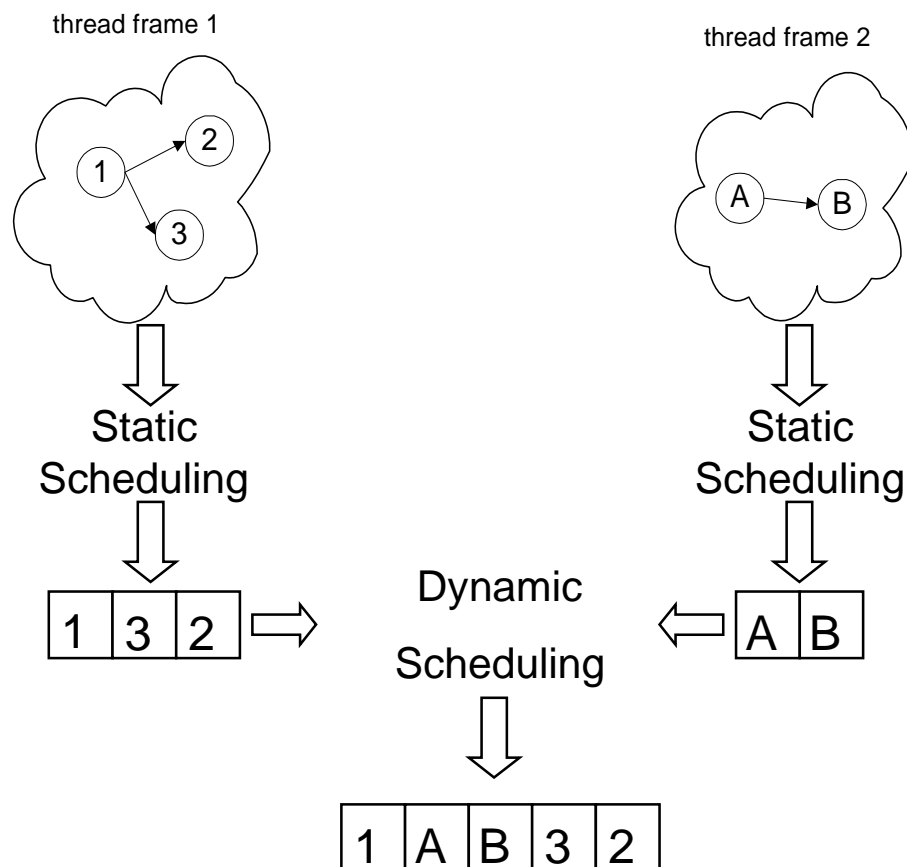 thread frame 1
thread frame 2
1
2
3
A
B
Static
Scheduling
Static
Scheduling
1 3 2
Dynamic
Scheduling
A B
1 A B 3 2